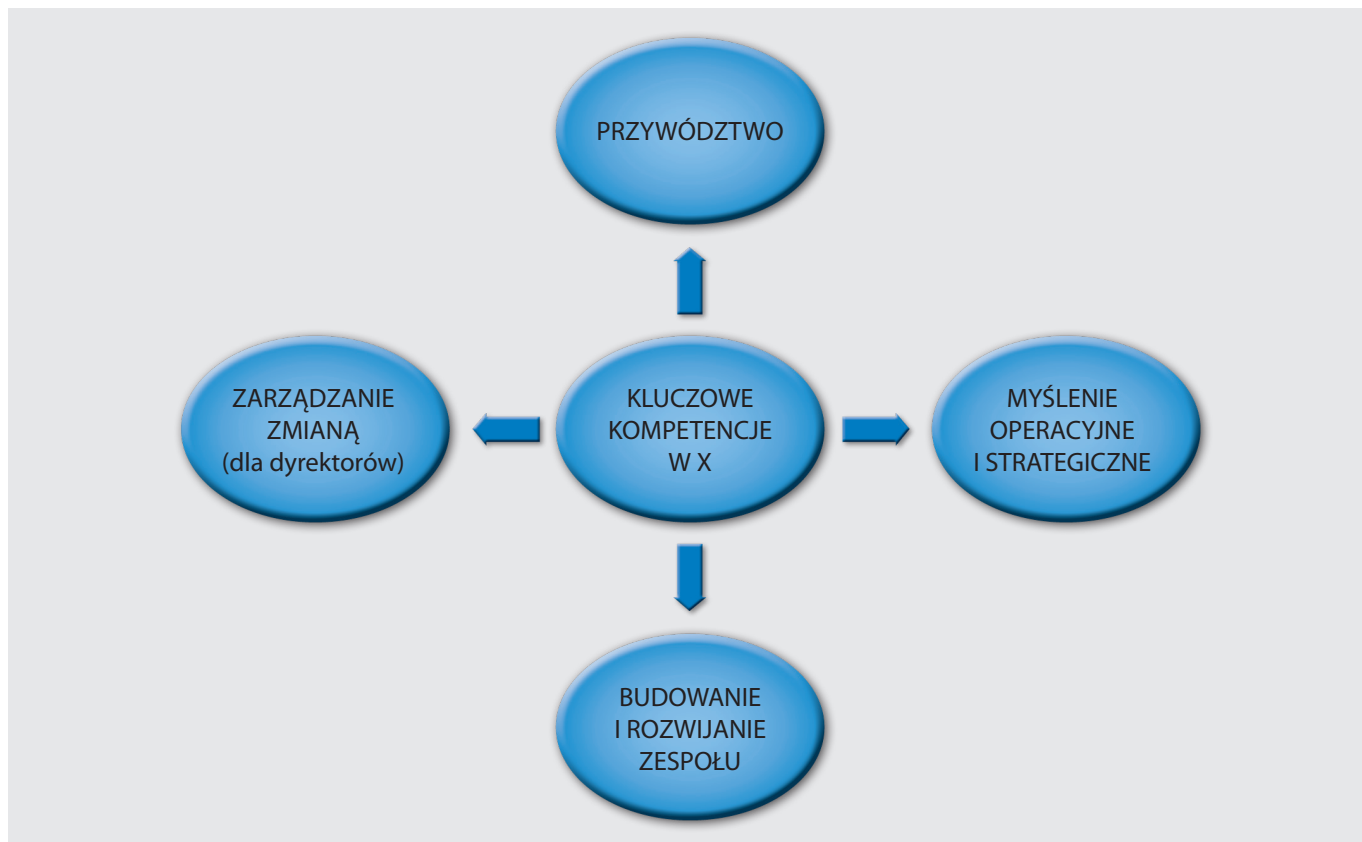 PRZYWÓDZTWO
ZARZĄDZANIE
ZMIANĄ
(dla dyrektorów)
KLUCZOWE
KOMPETENCJE
W X
MYŚLENIE
OPERACYJNE
I STRATEGICZNE
BUDOWANIE
I ROZWIJANIE
ZESPOŁU